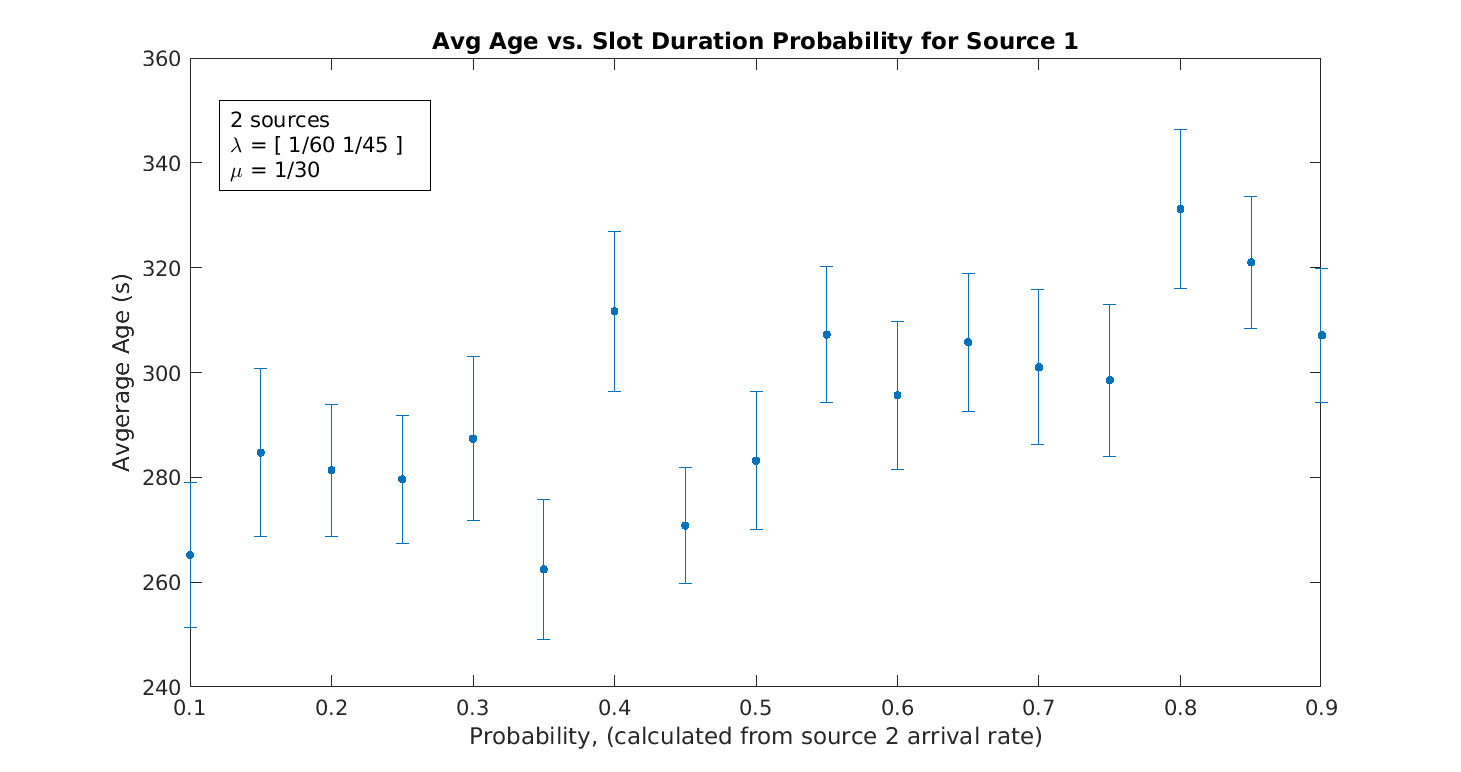 Avg Age vs. Slot Duration Probability for Source 1
360
340
320
300
280
260
240
2 sources
λ = [ 1/60 1/45 ]
μ = 1/30
Avgerage Age (s)
0.1 0.2 0.3 0.4 0.5 0.6 0.7 0.8 0.9
Probability, (calculated from source 2 arrival rate)